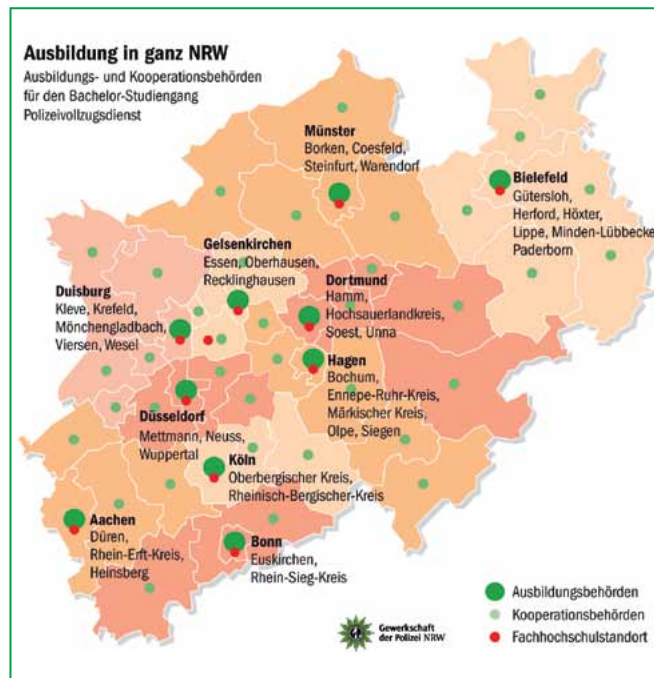 Ausbildung in ganz NRW
Ausbildungs- und Kooperationsbehörden
für den Bachelor-Studiengang
Polizeivollzugsdienst
Münster
Borken, Coesfeld,
Steinfurt, Warendorf
Bielefeld
Gütersloh,
Herford, Höxter,
Lippe, Minden-Lübbecke
Paderborn
Gelsenkirchen
Essen, Oberhausen,
Recklinghausen
Duisburg
Kleve, Krefeld,
Mönchengladbach,
Viersen, Wesel
Dortmund
Hamm,
Hochsauerlandkreis,
Soest, Unna
Hagen
Bochum,
Ennepe-Ruhr-Kreis,
Märkischer Kreis,
Olpe, Siegen
Düsseldorf
Mettmann, Neuss,
Wuppertal
Köln
Oberbergischer Kreis,
Rheinisch-Bergischer-Kreis
Aachen
Düren,
Rhein-Erft-Kreis,
Heinsberg
Bonn
Euskirchen,
Rhein-Sieg-Kreis
Ausbildungsbehörden
Kooperationsbehörden
Fachhochschulstandort
Gewerkschaft
der Polizei NRW